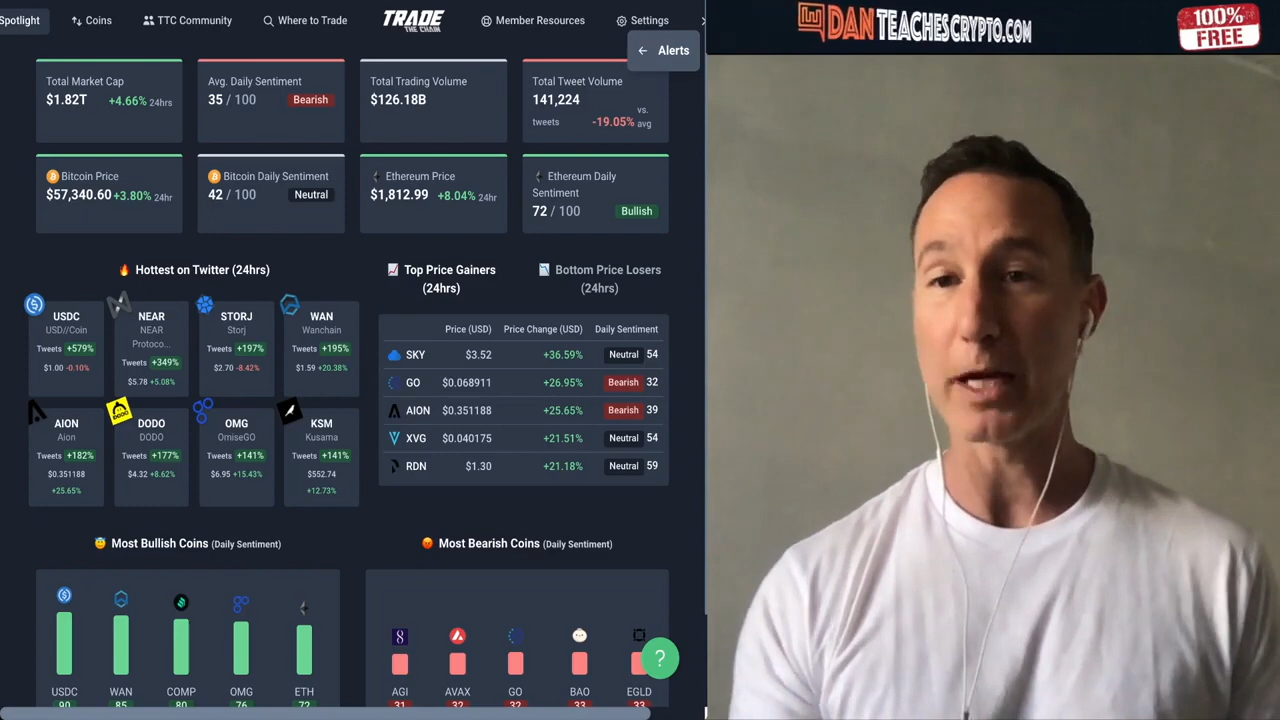 Spotlight
Coins
TTC Community
Where to Trade
TRADE
THE CHAIN
Member Resources
Settings
Alerts
DANTEACHESCRYPTO.COM
100%
FREE
Total Market Cap
$1.82T +4.66% 24hrs
Avg. Daily Sentiment
35 / 100 Bearish
Total Trading Volume
$126.18B
Total Tweet Volume
141,224
tweets -19.05% vs. avg
Bitcoin Price
$57,340.60 +3.80% 24hr
Bitcoin Daily Sentiment
42 / 100 Neutral
Ethereum Price
$1,812.99 +8.04% 24hr
Ethereum Daily
Sentiment
72 / 100 Bullish
Hottest on Twitter (24hrs)
USDC
USD//Coin
Tweets +579%
$1.00 -0.10%
NEAR
NEAR
Protoco...
Tweets +349%
$5.78 +5.08%
STORJ
Storj
Tweets +197%
$2.70 -8.42%
WAN
Wanchain
Tweets +195%
$1.59 +20.38%
AION
Aion
Tweets +182%
$0.351188
+25.65%
DODO
DODO
DODO
Tweets +177%
$4.32 +8.62%
OMG
OmiseGO
Tweets +141%
$6.95 +15.43%
KSM
Kusama
Tweets +141%
$552.74
+12.73%
Top Price Gainers
(24hrs)
Bottom Price Losers
(24hrs)
Price (USD) Price Change (USD) Daily Sentiment
SKY $3.52 +36.59% Neutral 54
GO $0.068911 +26.95% Bearish 32
AION $0.351188 +25.65% Bearish 39
XVG $0.040175 +21.51% Neutral 54
RDN $1.30 +21.18% Neutral 59
Most Bullish Coins (Daily Sentiment)
USDC WAN COMP OMG ETH
90 85 80 76 72
Most Bearish Coins (Daily Sentiment)
AGI AVAX GO BAO EGLD
31 32 32 33 33
?